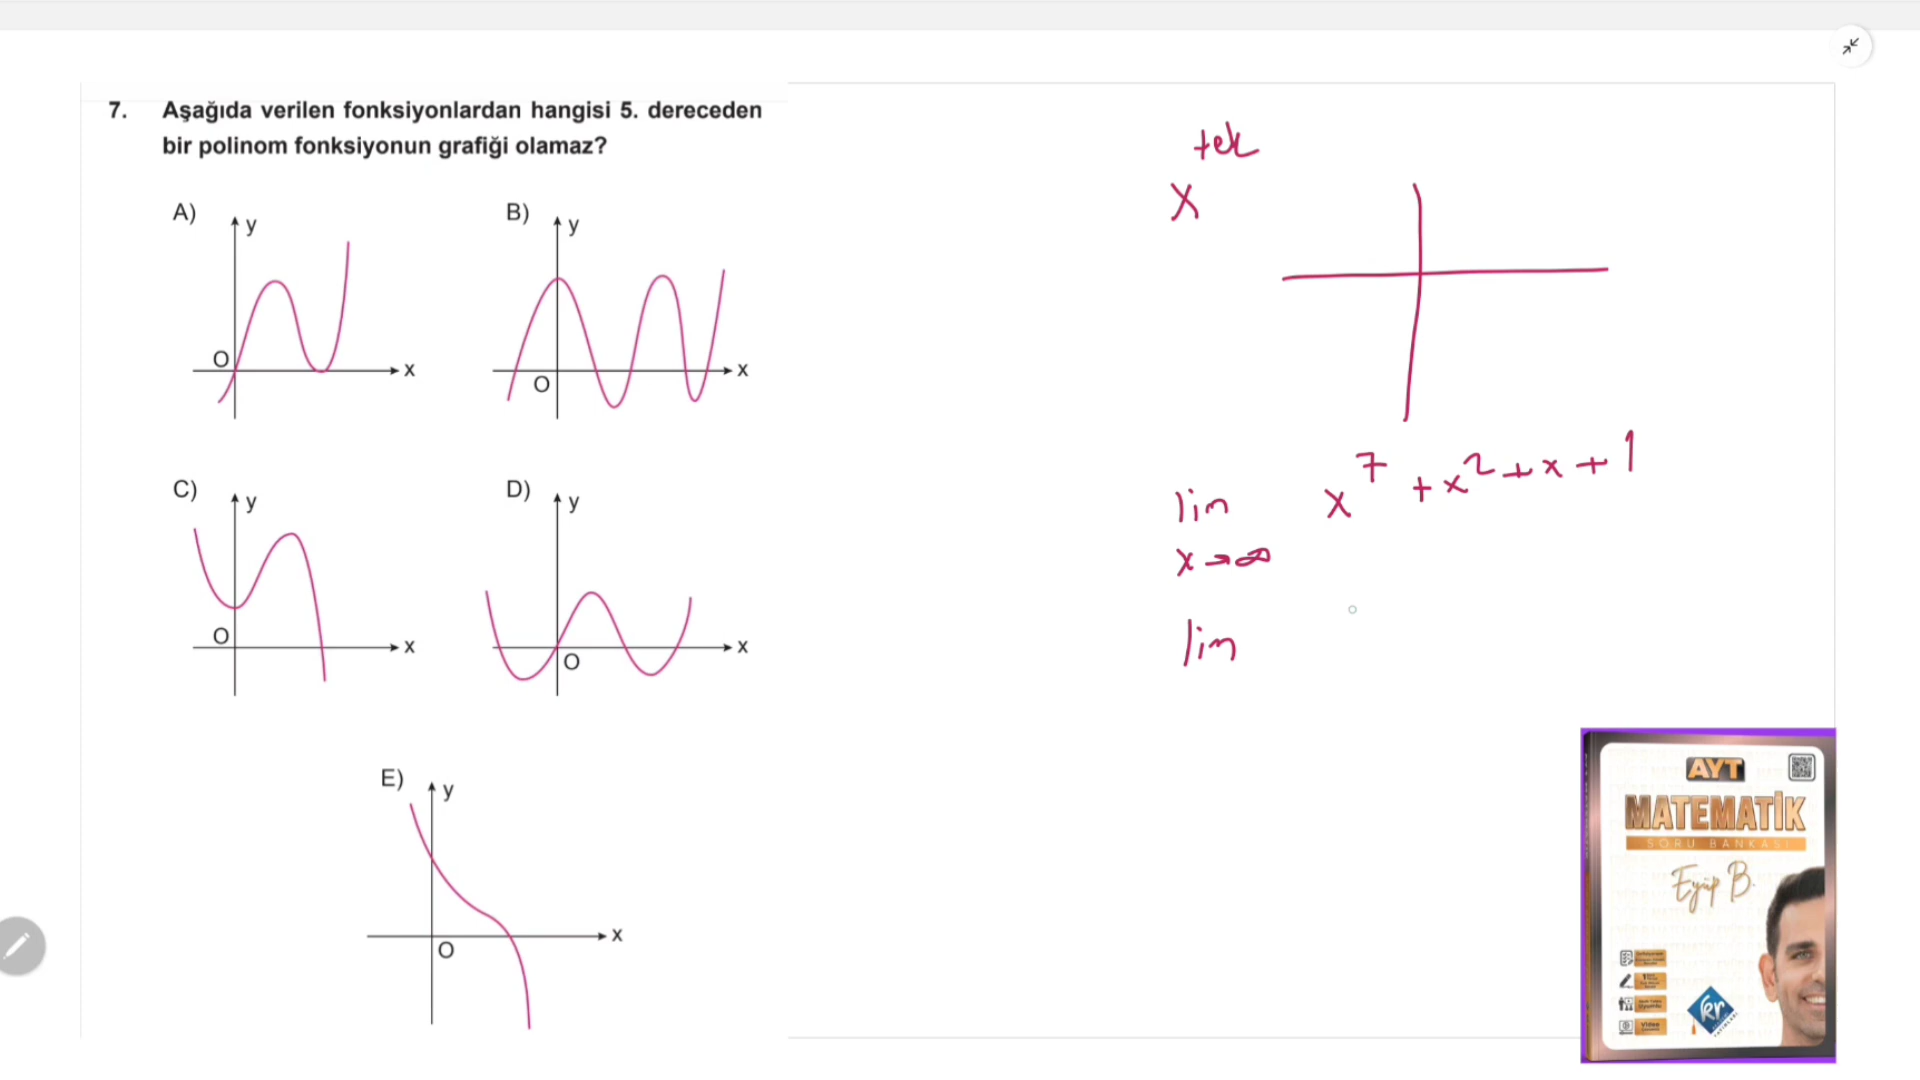 7. Aşağıda verilen fonksiyonlardan hangisi 5. dereceden
bir polinom fonksiyonun grafiği olamaz?
A)
y
O
x
B)
y
O
x
C)
y
O
x
D)
y
O
x
E)
y
O
x
tek
x
lim x⁷ + x² + x + 1
x → ∞
lim
AYT
MATEMATİK
SORU BANKASI
Eyüp B.
Video